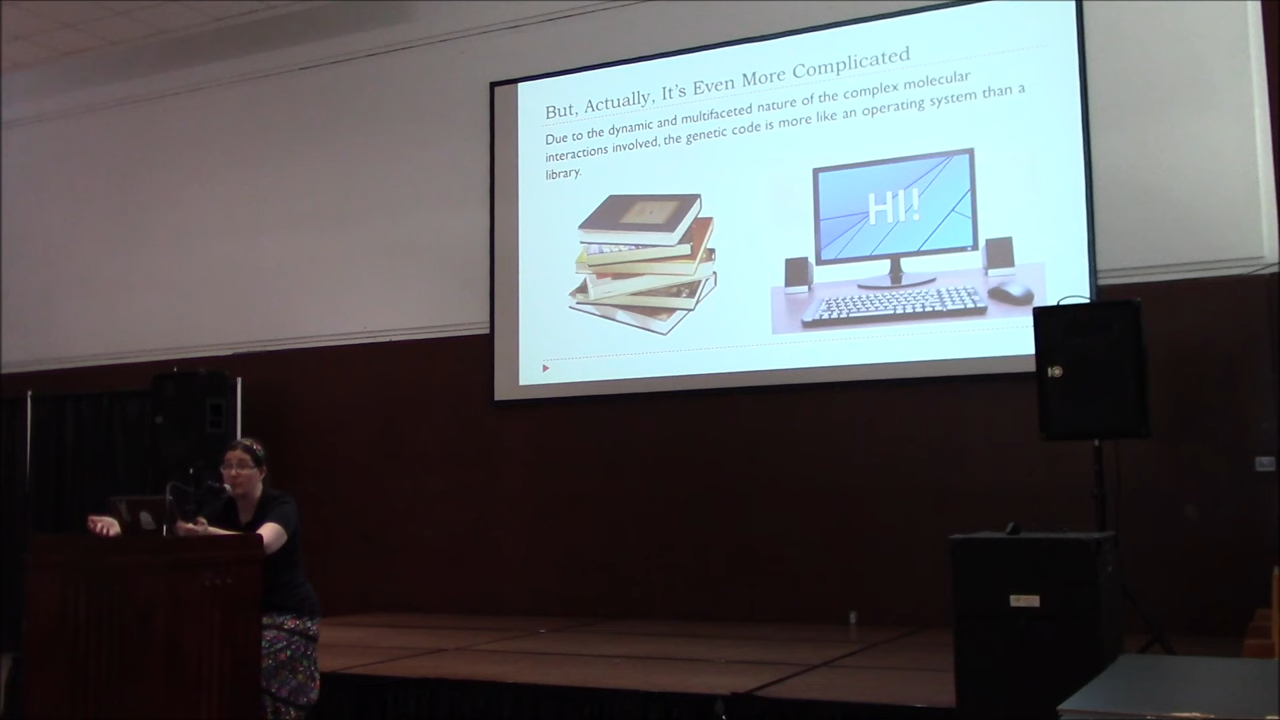 But, Actually, It's Even More Complicated
Due to the dynamic and multifaceted nature of the complex molecular
interactions involved, the genetic code is more like an operating system than a
library.
HI!